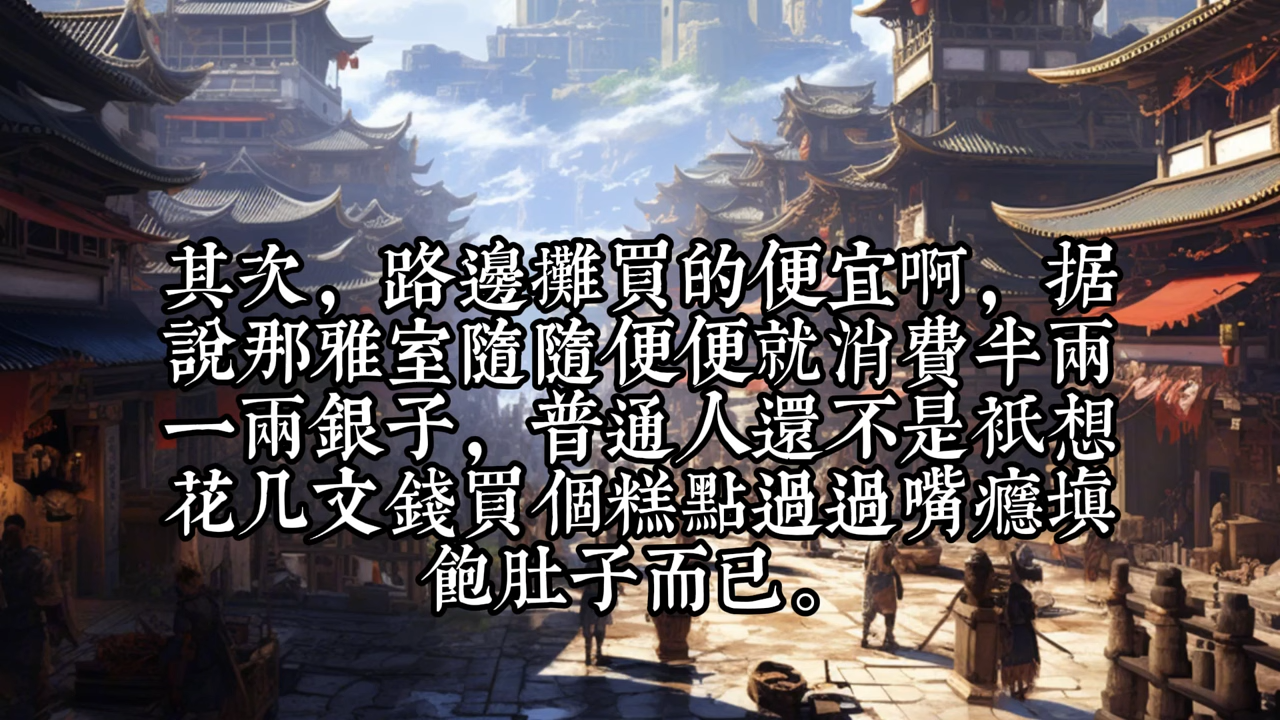 其次，路邊攤買的便宜啊，据
說那雅室隨隨便便就消費半兩
一兩銀子，普通人還不是衹想
花几文錢買個糕點過過嘴癮填
飽肚子而已。